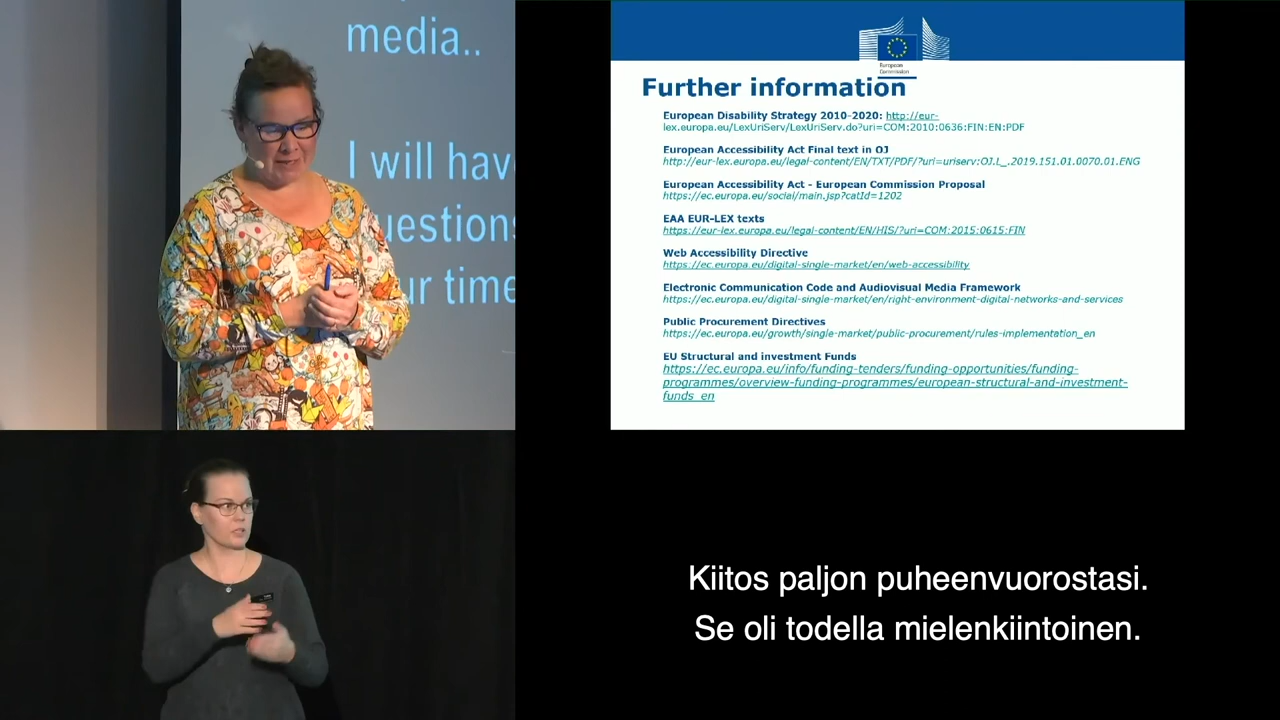 media..
I will hav
uestions
ur time
European
Commission
Further information
European Disability Strategy 2010-2020: http://eur-
lex.europa.eu/LexUriServ/LexUriServ.do?uri=COM:2010:0636:FIN:EN:PDF
European Accessibility Act Final text in OJ
http://eur-lex.europa.eu/legal-content/EN/TXT/PDF/?uri=uriserv:OJ.L_.2019.151.01.0070.01.ENG
European Accessibility Act - European Commission Proposal
https://ec.europa.eu/social/main.jsp?catId=1202
EAA EUR-LEX texts
https://eur-lex.europa.eu/legal-content/EN/HIS/?uri=COM:2015:0615:FIN
Web Accessibility Directive
https://ec.europa.eu/digital-single-market/en/web-accessibility
Electronic Communication Code and Audiovisual Media Framework
https://ec.europa.eu/digital-single-market/en/right-environment-digital-networks-and-services
Public Procurement Directives
https://ec.europa.eu/growth/single-market/public-procurement/rules-implementation_en
EU Structural and investment Funds
https://ec.europa.eu/info/funding-tenders/funding-opportunities/funding-
programmes/overview-funding-programmes/european-structural-and-investment-
funds_en
Kiitos paljon puheenvuorostasi.
Se oli todella mielenkiintoinen.